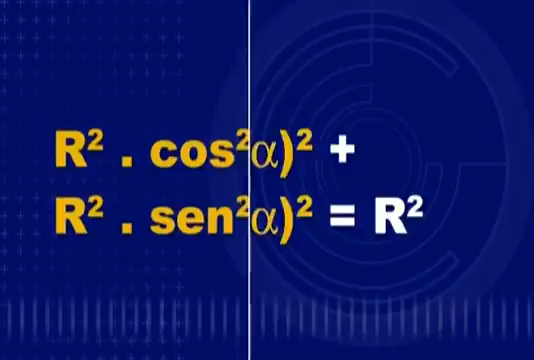 R² . cos²α)² +
R² . sen²α)² = R²